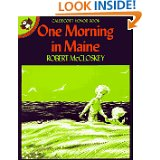 CALDECOTT HONOR BOOK
One Morning
in Maine
ROBERT McCLOSKEY